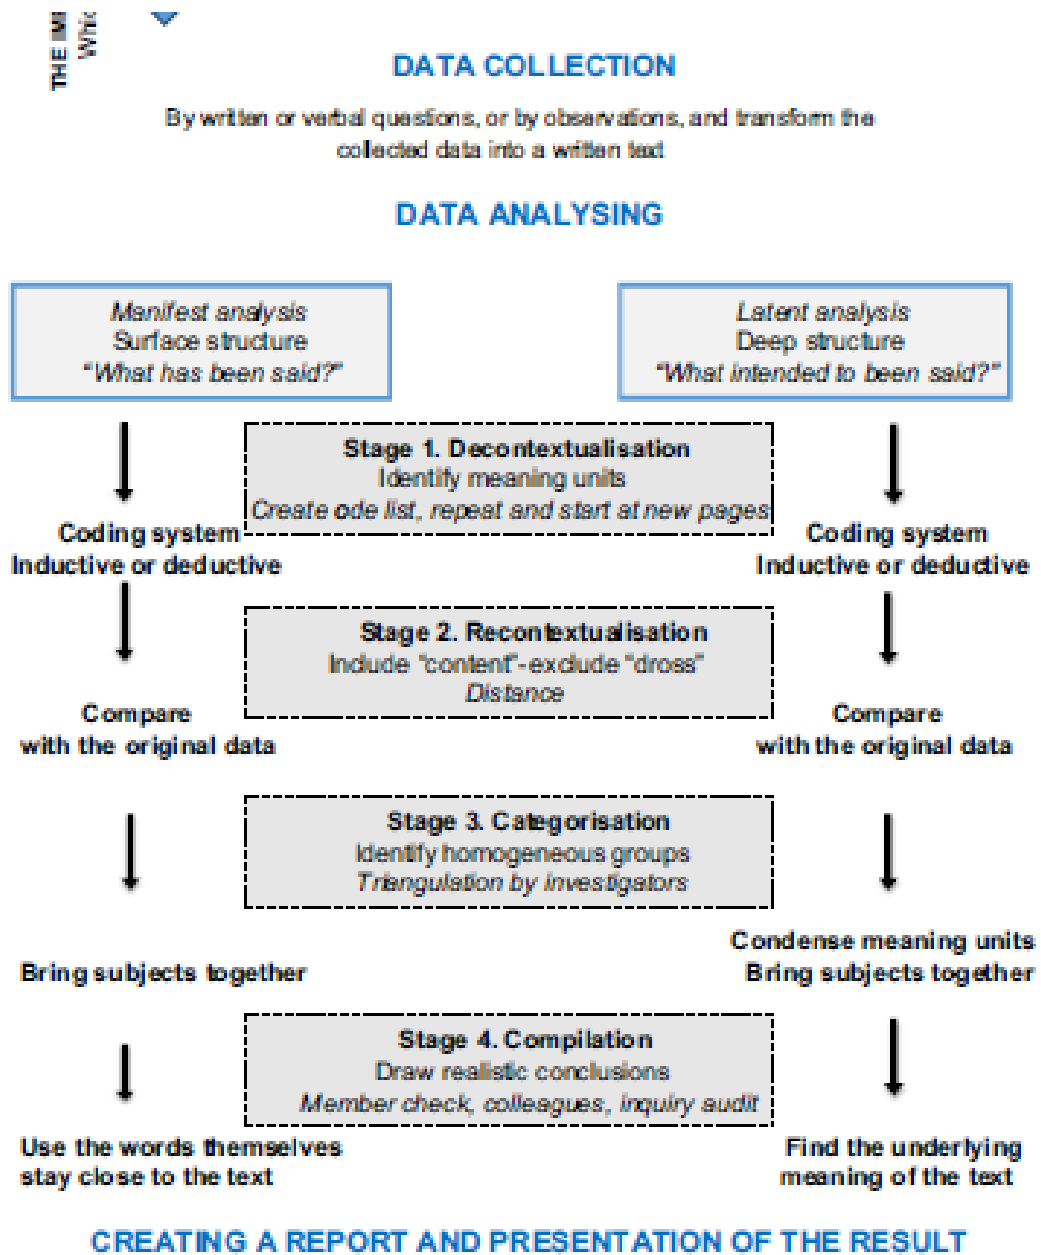 THE IM
Whic
DATA COLLECTION
By written or verbal questions, or by observations, and transform the
collected data into a written text
DATA ANALYSING
Manifest analysis
Surface structure
“What has been said?”
Latent analysis
Deep structure
“What intended to been said?”
Stage 1. Decontextualisation
Identify meaning units
Create ode list, repeat and start at new pages
Coding system
Inductive or deductive
Coding system
Inductive or deductive
Stage 2. Recontextualisation
Include “content”-exclude “dross”
Distance
Compare
with the original data
Compare
with the original data
Stage 3. Categorisation
Identify homogeneous groups
Triangulation by investigators
Bring subjects together
Condense meaning units
Bring subjects together
Stage 4. Compilation
Draw realistic conclusions
Member check, colleagues, inquiry audit
Use the words themselves
stay close to the text
Find the underlying
meaning of the text
CREATING A REPORT AND PRESENTATION OF THE RESULT